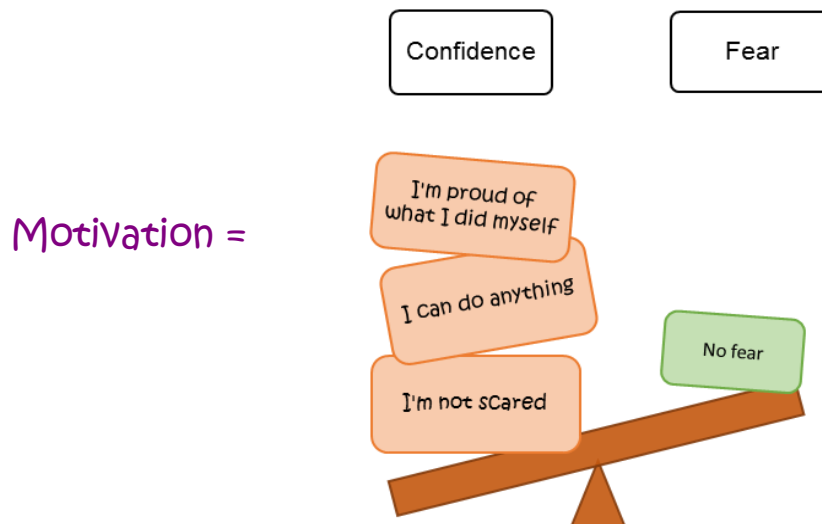 Confidence
Fear
Motivation =
I'm proud of
what I did myself
I can do anything
I'm not scared
No fear